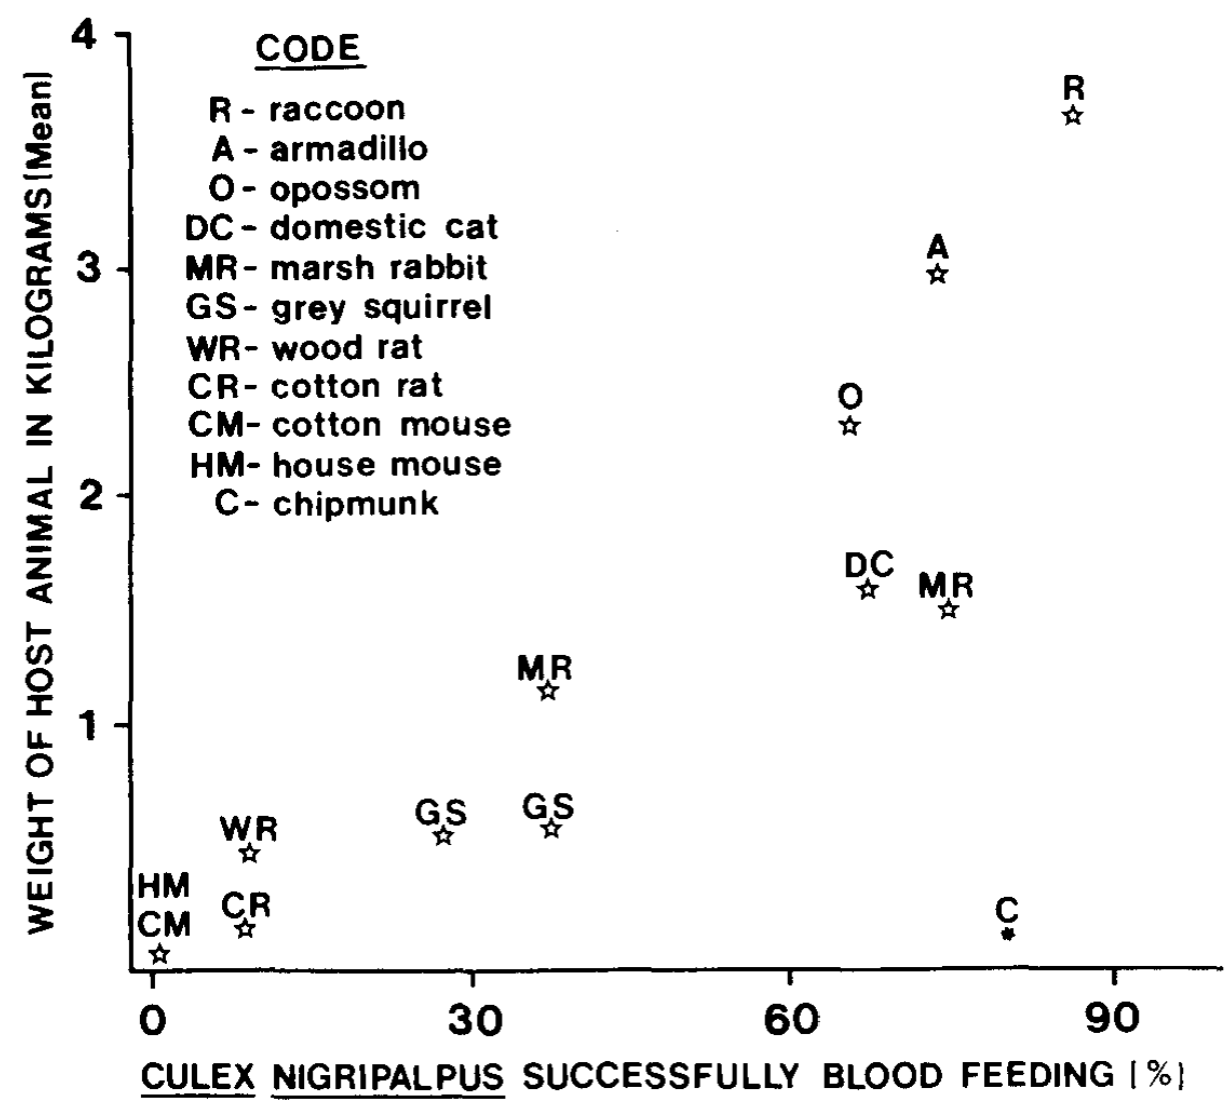 CODE
R - raccoon
A - armadillo
O - opossom
DC - domestic cat
MR - marsh rabbit
GS - grey squirrel
WR - wood rat
CR - cotton rat
CM - cotton mouse
HM - house mouse
C - chipmunk
WEIGHT OF HOST ANIMAL IN KILOGRAMS (Mean)
4
3
2
1
R
A
O
DC
MR
MR
GS
GS
WR
HM
CR
CM
C
0 30 60 90
CULEX NIGRIPALPUS SUCCESSFULLY BLOOD FEEDING (%)